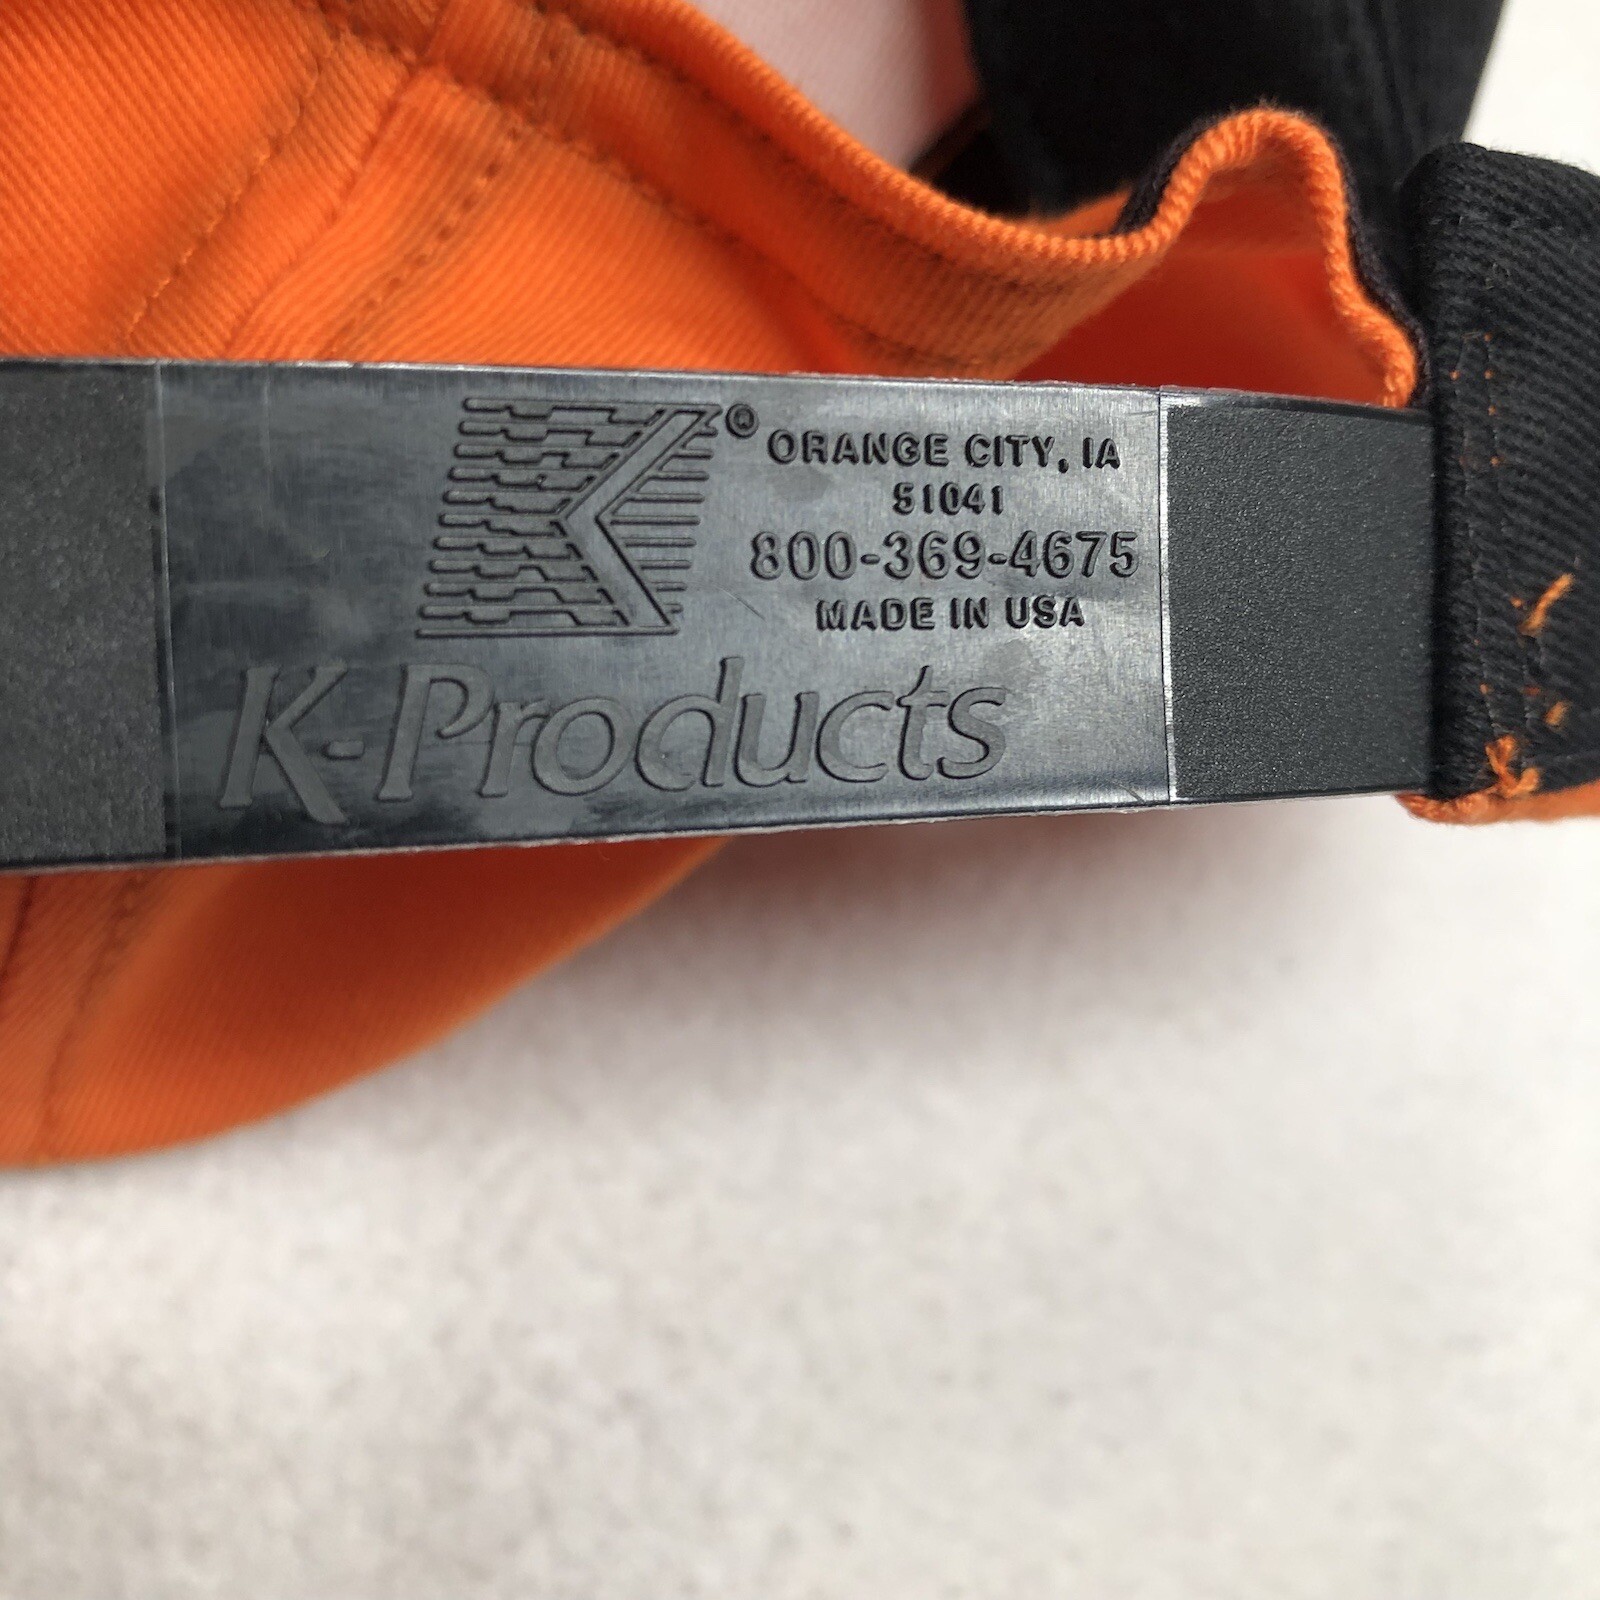 K®
ORANGE CITY, IA
51041
800-369-4675
MADE IN USA
K-Products